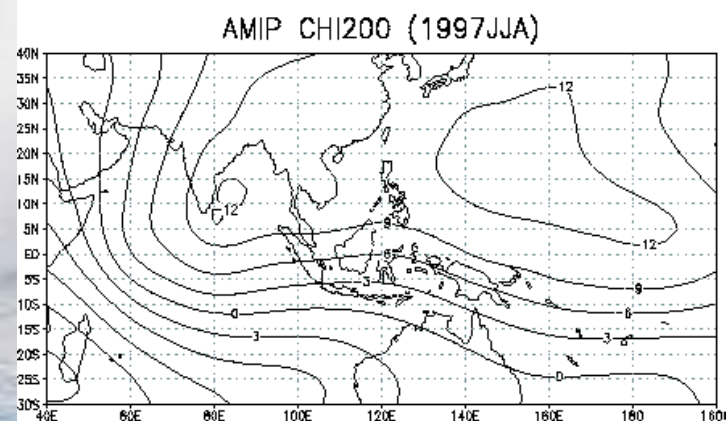 AMIP CHI200 (1997JJA)
40N
35N
-12
30N
25N
20N
15N
10N
-12
5N
-9
-12
EQ
-6
5S
-3
-9
10S
0
-6
15S
3
-3
20S
25S
0
30S
40E 60E 80E 100E 120E 140E 160E 180 160W